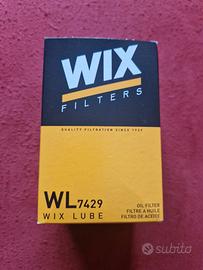 WIX
FILTERS
QUALITY FILTRATION SINCE 1939
WL7429
WIX LUBE
OIL FILTER
FILTRE A HUILE
FILTRO DE ACEITE
subito